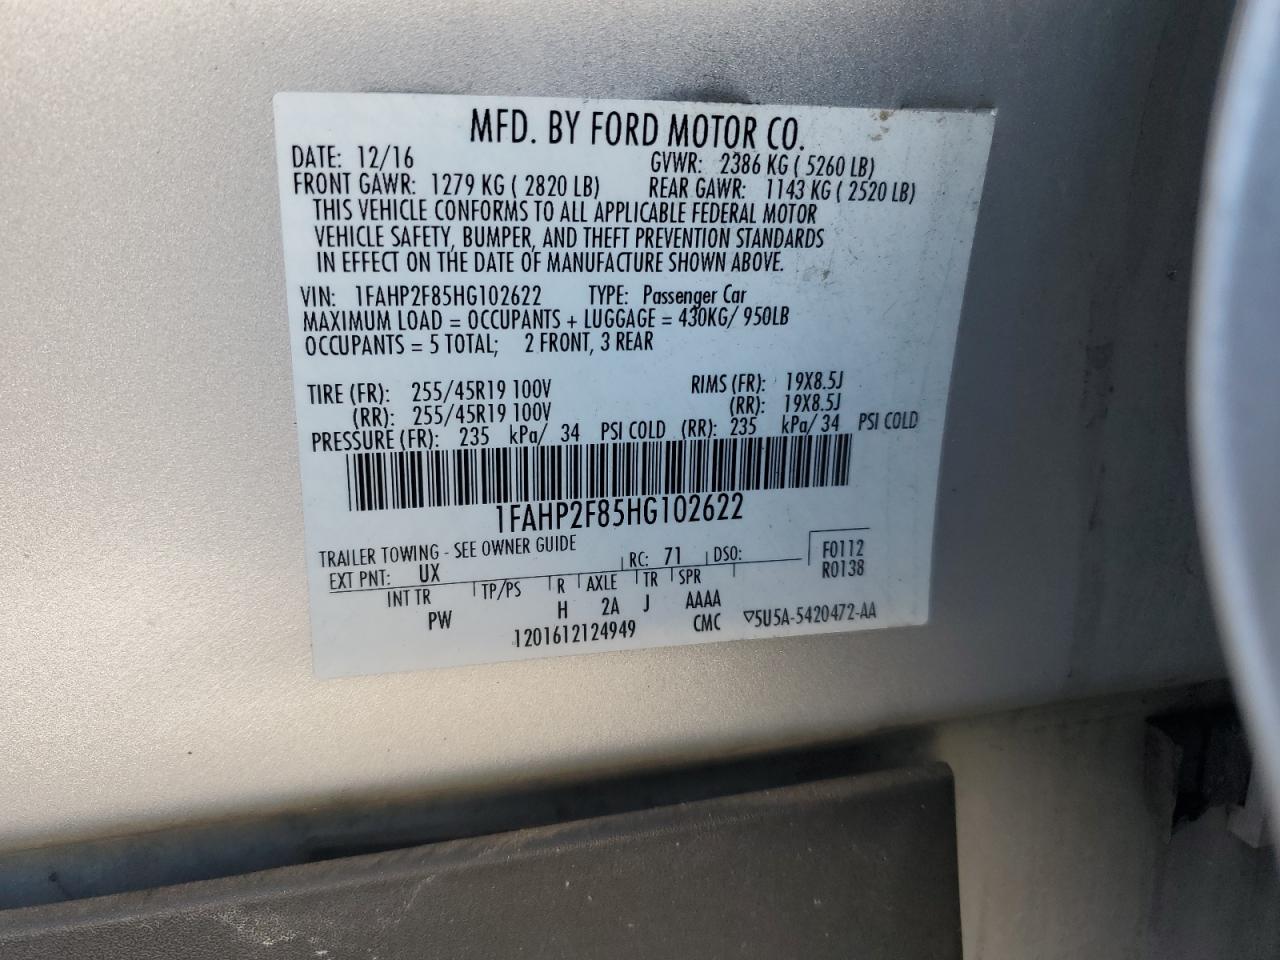 MFD. BY FORD MOTOR CO.
DATE: 12/16 GVWR: 2386 KG ( 5260 LB)
FRONT GAWR: 1279 KG ( 2820 LB) REAR GAWR: 1143 KG ( 2520 LB)
THIS VEHICLE CONFORMS TO ALL APPLICABLE FEDERAL MOTOR
VEHICLE SAFETY, BUMPER, AND THEFT PREVENTION STANDARDS
IN EFFECT ON THE DATE OF MANUFACTURE SHOWN ABOVE.
VIN: 1FAHP2F85HG102622 TYPE: Passenger Car
MAXIMUM LOAD = OCCUPANTS + LUGGAGE = 430KG/ 950LB
OCCUPANTS = 5 TOTAL; 2 FRONT, 3 REAR
TIRE (FR): 255/45R19 100V RIMS (FR): 19X8.5J
(RR): 255/45R19 100V (RR): 19X8.5J
PRESSURE (FR): 235 kPa/ 34 PSI COLD (RR): 235 kPa/ 34 PSI COLD
1FAHP2F85HG102622
TRAILER TOWING - SEE OWNER GUIDE
EXT PNT: UX RC: 71 DSO: F0112
R0138
INT TR TP/PS R AXLE TR SPR
PW H 2A J AAAA
1201612124949 CMC ▽5U5A-5420472-AA